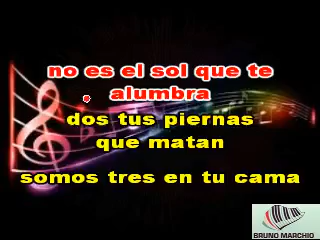 no es el sol que te
alumbra
dos tus piernas
que matan
somos tres en tu cama
BRUNO MARCHIO